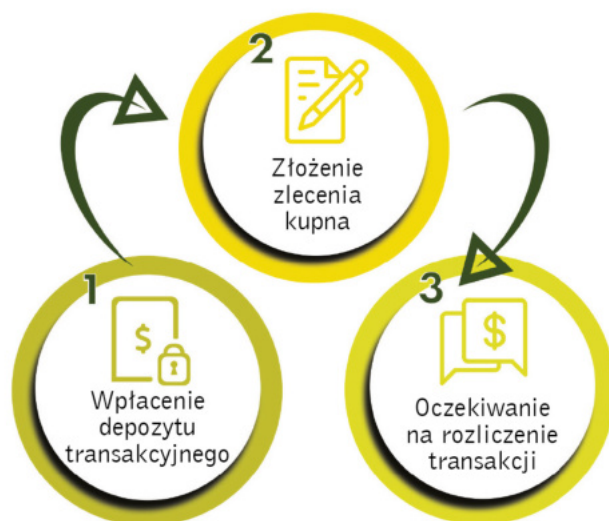 1
$
Wpłacenie
depozytu
transakcyjnego
2
Złożenie
zlecenia
kupna
3
$
Oczekiwanie
na rozliczenie
transakcji